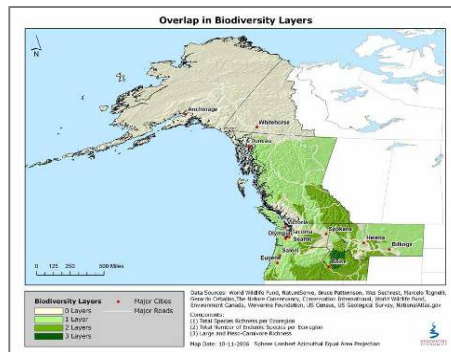 Overlap in Biodiversity Layers
N
Anchorage
Whitehorse
Juneau
Victoria
Olympia
Tacoma
Seattle
Spokane
Salem
Helena
Billings
Eugene
0 125 250 500 Miles
Biodiversity Layers
0 Layers
1 Layer
2 Layers
3 Layers
Major Cities
Major Roads
Data Sources: World Wildlife Fund, NatureServe, Bruce Patterson, Wes Sechrest, Marcelo Tognelli,
Gerardo Ceballos, The Nature Conservancy, Conservation International, World Wildlife Fund,
Environment Canada, Waverette Foundation, US Census, US Geological Survey, NationalAtlas.gov
Components:
(1) Total Species Richness per Ecoregion
(2) Total Number of Endemic Species per Ecoregion
(3) Large and Meso-Carnivore Richness
Map Date: 10-11-2006 Sphere Lambert Azimuthal Equal Area Projection